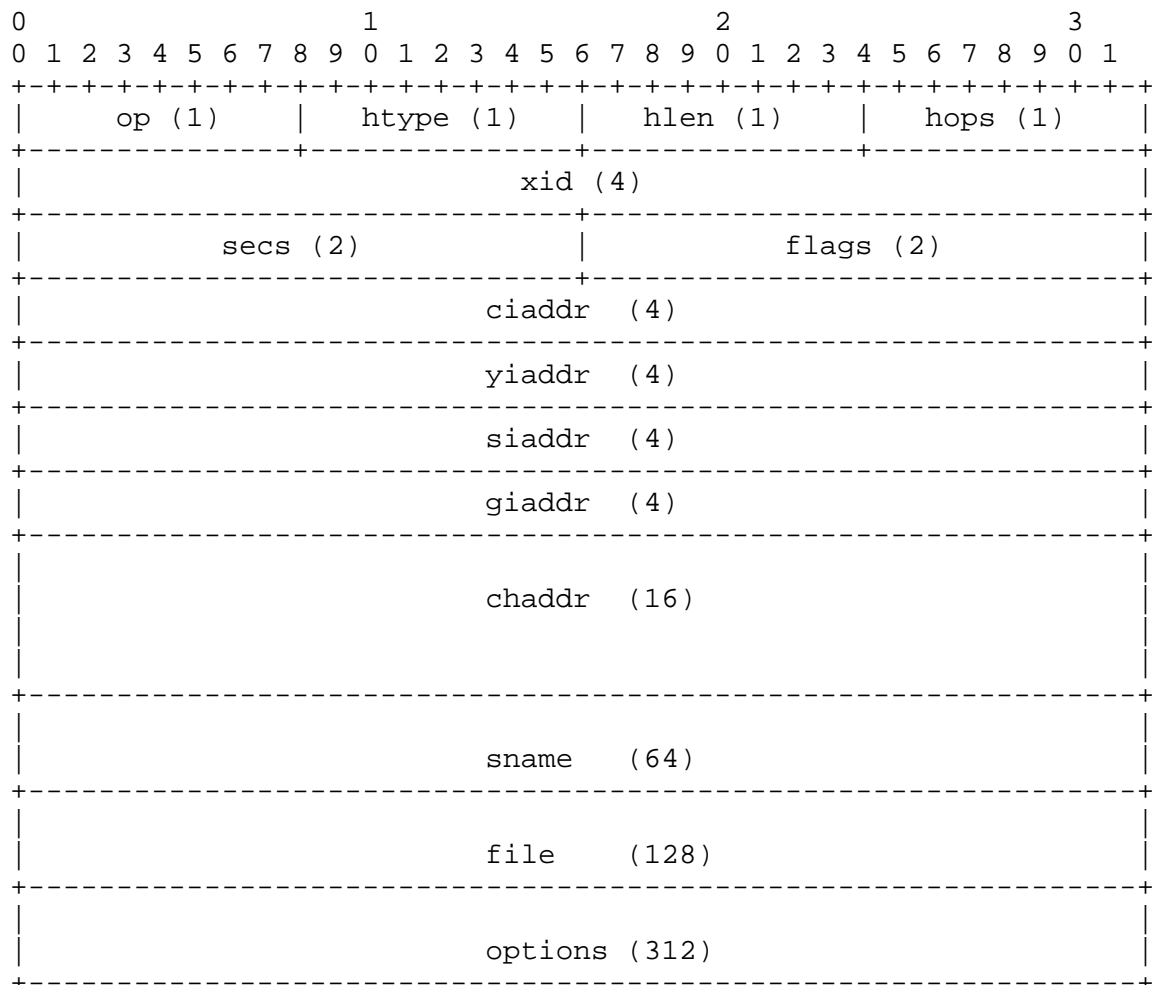 0                   1                   2                   3
0 1 2 3 4 5 6 7 8 9 0 1 2 3 4 5 6 7 8 9 0 1 2 3 4 5 6 7 8 9 0 1
+-+-+-+-+-+-+-+-+-+-+-+-+-+-+-+-+-+-+-+-+-+-+-+-+-+-+-+-+-+-+-+-+
|     op (1)    |   htype (1)   |   hlen (1)    |   hops (1)    |
+---------------+---------------+---------------+---------------+
|                            xid (4)                            |
+-------------------------------+-------------------------------+
|           secs (2)            |           flags (2)           |
+-------------------------------+-------------------------------+
|                          ciaddr  (4)                          |
+---------------------------------------------------------------+
|                          yiaddr  (4)                          |
+---------------------------------------------------------------+
|                          siaddr  (4)                          |
+---------------------------------------------------------------+
|                          giaddr  (4)                          |
+---------------------------------------------------------------+
|                                                               |
|                          chaddr  (16)                         |
|                                                               |
|                                                               |
+---------------------------------------------------------------+
|                                                               |
|                          sname   (64)                         |
+---------------------------------------------------------------+
|                                                               |
|                          file    (128)                        |
+---------------------------------------------------------------+
|                                                               |
|                          options (312)                        |
+---------------------------------------------------------------+